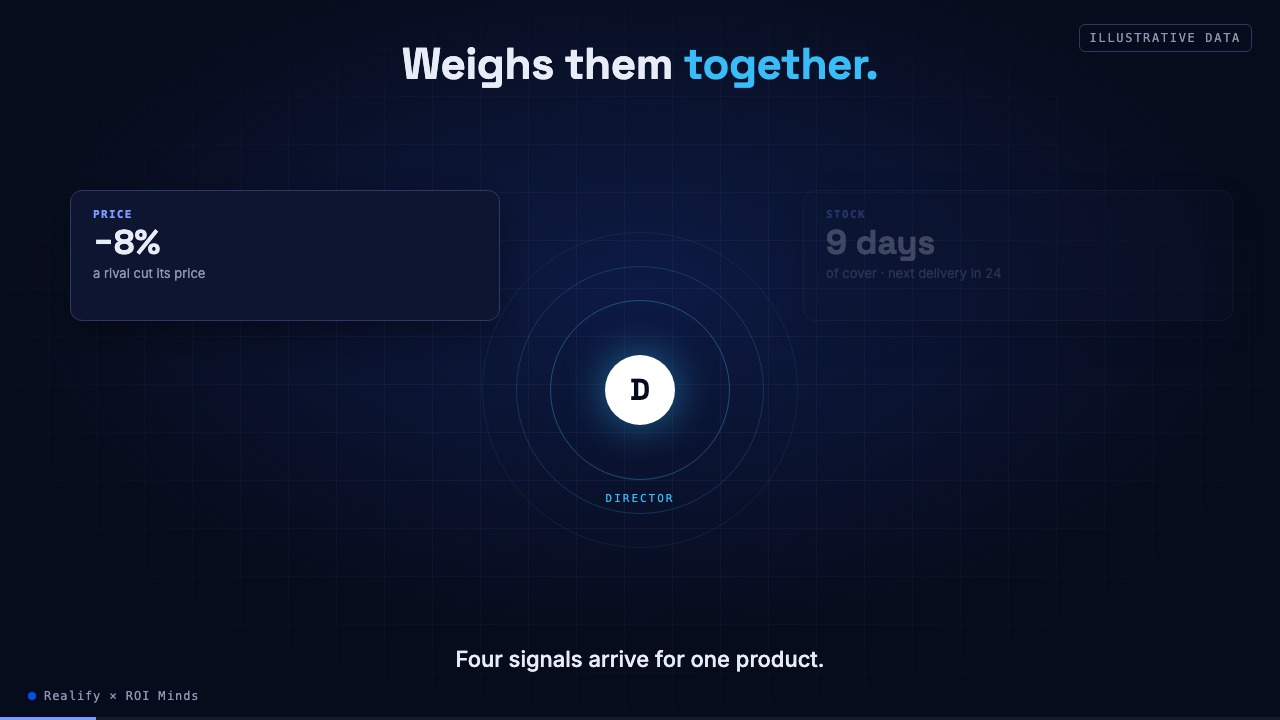 Weighs them together.
ILLUSTRATIVE DATA
PRICE
-8%
a rival cut its price
STOCK
9 days
of cover · next delivery in 24
D
DIRECTOR
Four signals arrive for one product.
Realify × ROI Minds